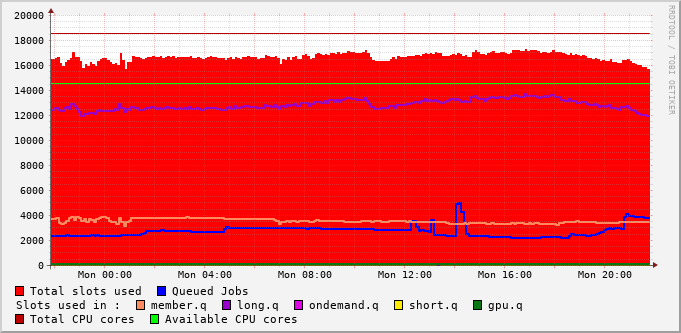 20000
18000
16000
14000
12000
10000
8000
6000
4000
2000
0
Mon 00:00 Mon 04:00 Mon 08:00 Mon 12:00 Mon 16:00 Mon 20:00
RRDTOOL / TOBI OETIKER
Total slots used Queued Jobs
Slots used in : member.q long.q ondemand.q short.q gpu.q
Total CPU cores Available CPU cores